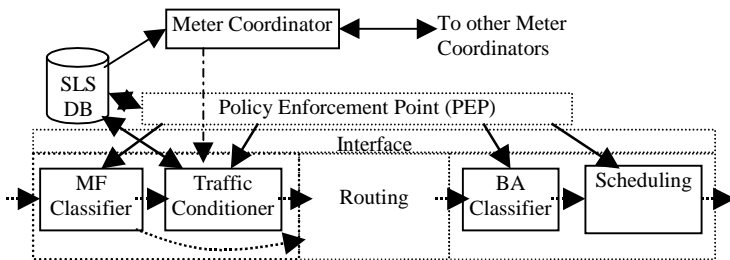 Meter Coordinator
To other Meter
Coordinators
SLS
DB
Policy Enforcement Point (PEP)
Interface
MF
Classifier
Traffic
Conditioner
Routing
BA
Classifier
Scheduling